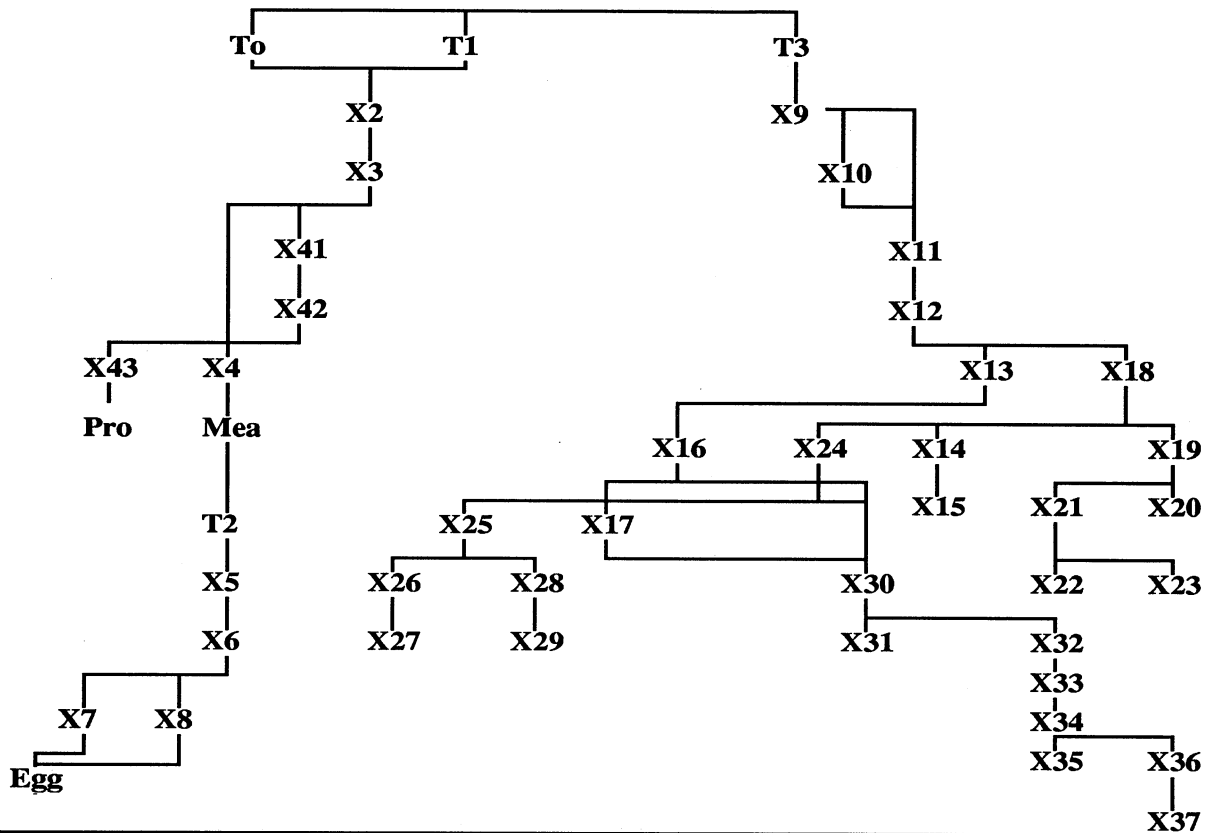 To T1 T3
X2 X9
X3 X10
X41 X11
X42 X12
X43 X4 X13 X18
Pro Mea X16 X24 X14 X19
T2 X25 X17 X15 X21 X20
X5 X26 X28 X30 X22 X23
X6 X27 X29 X31 X32
X33
X7 X8 X34
Egg X35 X36
X37